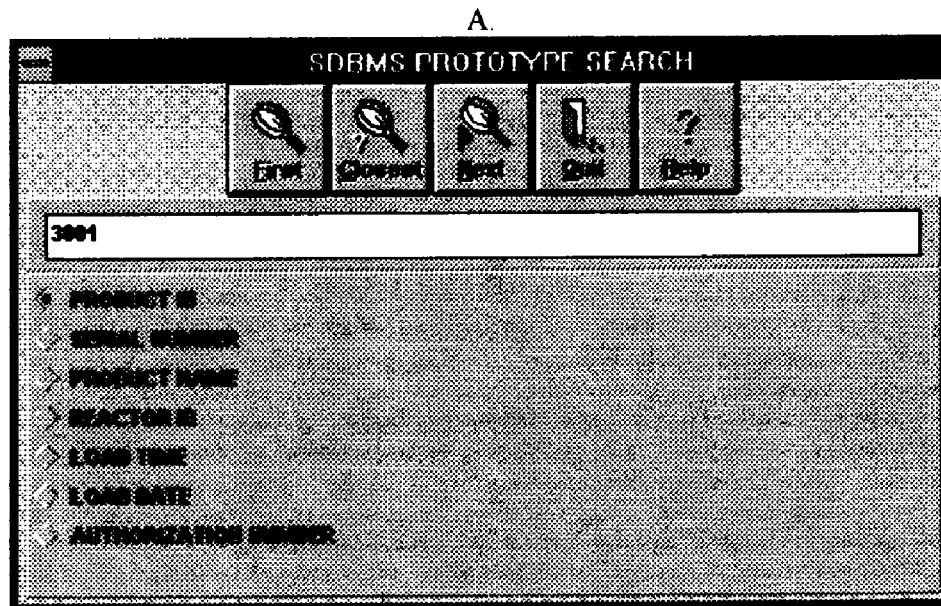 A.
SDBMS PROTOTYPE SEARCH
First Closest Next Quit Help
3001
PRODUCT ID
SERIAL NUMBER
PRODUCT NAME
REACTOR ID
LOAD TIME
LOAD DATE
AUTHORIZATION NUMBER